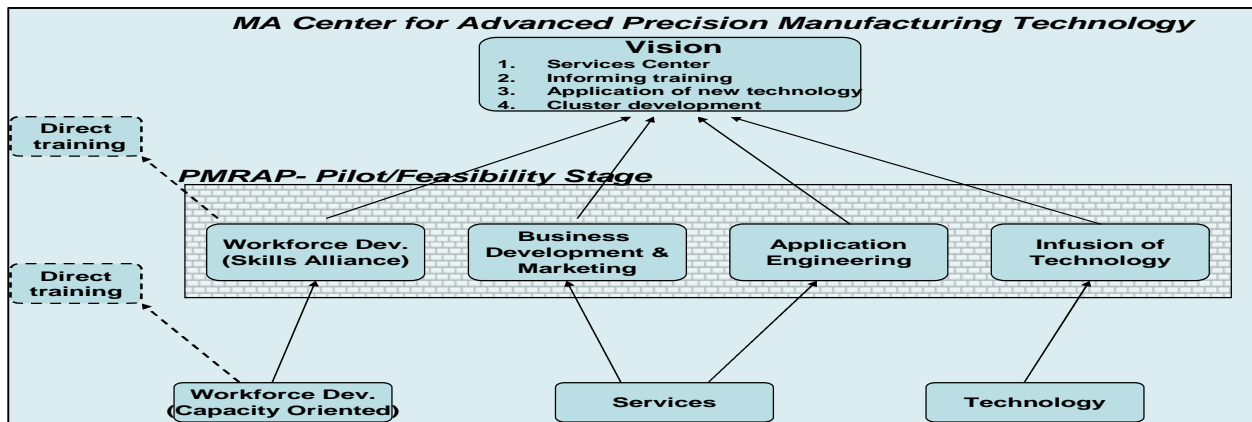 MA Center for Advanced Precision Manufacturing Technology
Vision
1. Services Center
2. Informing training
3. Application of new technology
4. Cluster development
Direct
training
PMRAP- Pilot/Feasibility Stage
Workforce Dev.
(Skills Alliance)
Business
Development &
Marketing
Application
Engineering
Infusion of
Technology
Direct
training
Workforce Dev.
(Capacity Oriented)
Services
Technology